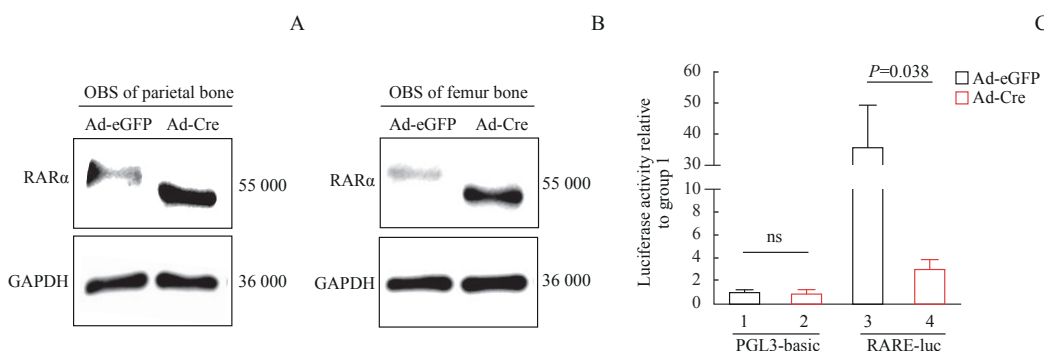 A
OBS of parietal bone
Ad-eGFP Ad-Cre
RARα
55 000
GAPDH
36 000
B
OBS of femur bone
Ad-eGFP Ad-Cre
RARα
55 000
GAPDH
36 000
C
Luciferase activity relative
to group 1
60
50
40
30
10
8
6
4
2
0
P=0.038
ns
Ad-eGFP
Ad-Cre
1 2 3 4
PGL3-basic RARE-luc